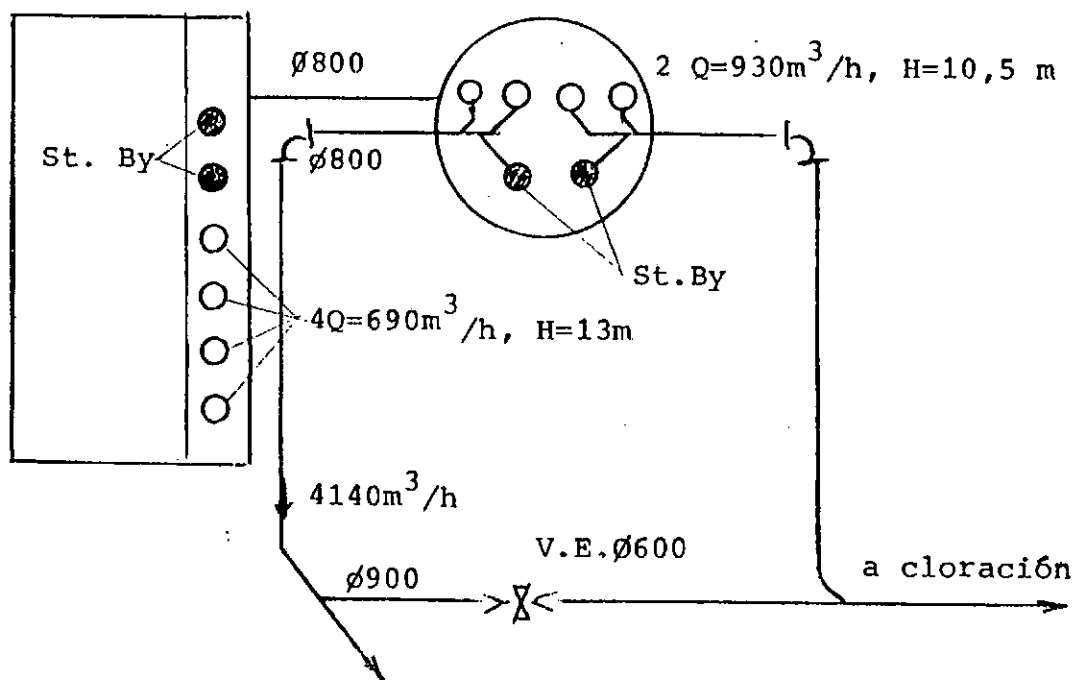 Ø800
2 Q=930m³/h, H=10,5 m
St. By
Ø800
St.By
4Q=690m³/h, H=13m
4140m³/h
V.E.Ø600
Ø900
a cloración